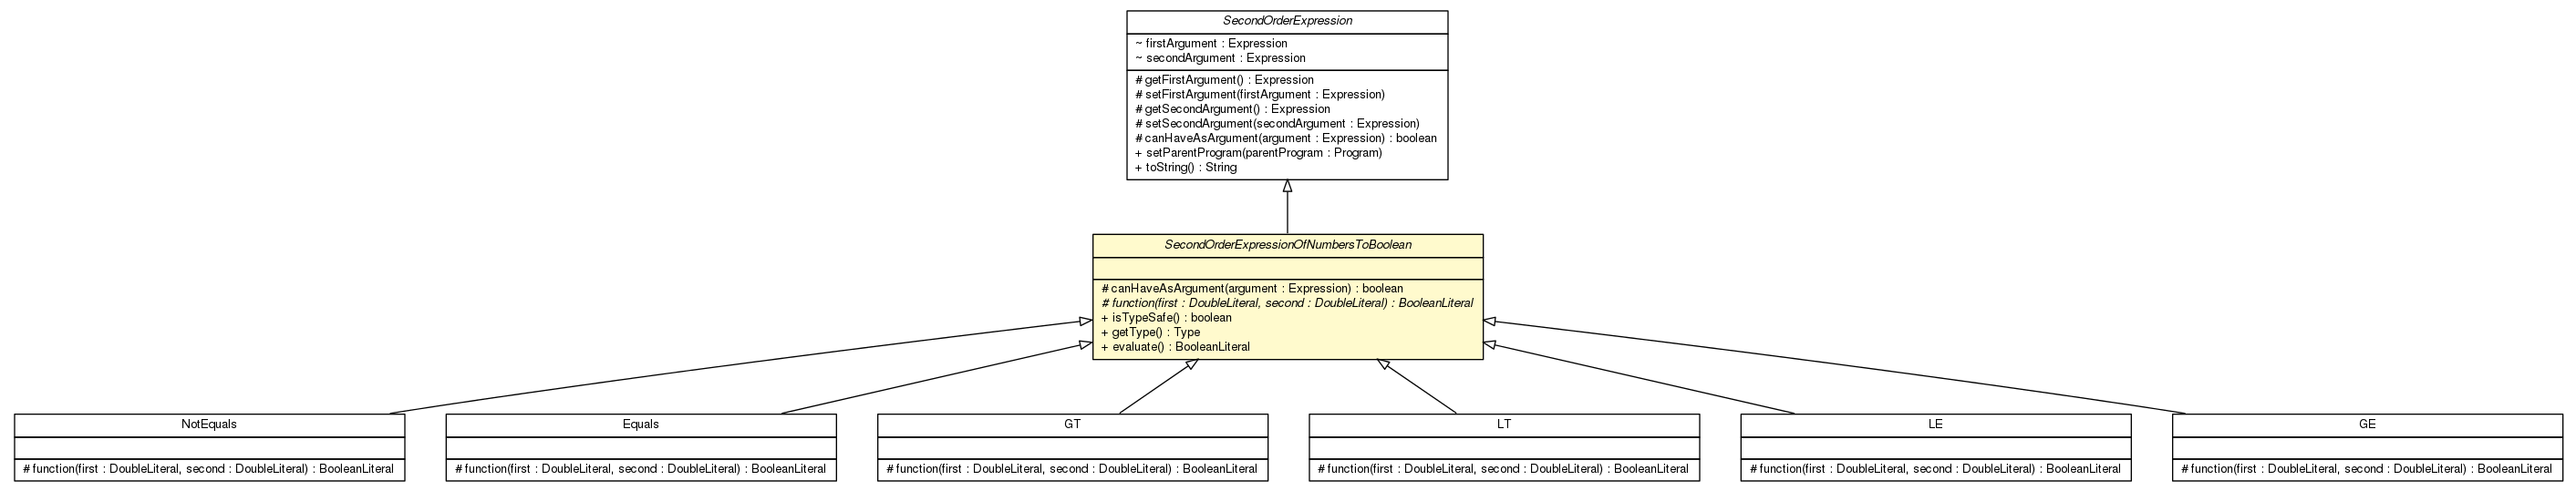 SecondOrderExpression
~ firstArgument : Expression
~ secondArgument : Expression
# getFirstArgument() : Expression
# setFirstArgument(firstArgument : Expression)
# getSecondArgument() : Expression
# setSecondArgument(secondArgument : Expression)
# canHaveAsArgument(argument : Expression) : boolean
+ setParentProgram(parentProgram : Program)
+ toString() : String
SecondOrderExpressionOfNumbersToBoolean
# canHaveAsArgument(argument : Expression) : boolean
# function(first : DoubleLiteral, second : DoubleLiteral) : BooleanLiteral
+ isTypeSafe() : boolean
+ getType() : Type
+ evaluate() : BooleanLiteral
NotEquals
# function(first : DoubleLiteral, second : DoubleLiteral) : BooleanLiteral
Equals
# function(first : DoubleLiteral, second : DoubleLiteral) : BooleanLiteral
GT
# function(first : DoubleLiteral, second : DoubleLiteral) : BooleanLiteral
LT
# function(first : DoubleLiteral, second : DoubleLiteral) : BooleanLiteral
LE
# function(first : DoubleLiteral, second : DoubleLiteral) : BooleanLiteral
GE
# function(first : DoubleLiteral, second : DoubleLiteral) : BooleanLiteral